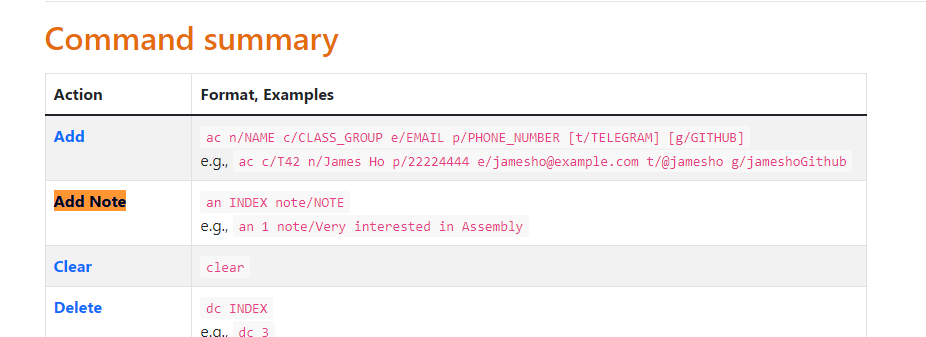 Command summary
Action Format, Examples
Add ac n/NAME c/CLASS_GROUP e/EMAIL p/PHONE_NUMBER [t/TELEGRAM] [g/GITHUB]
e.g., ac c/T42 n/James Ho p/22224444 e/jamesho@example.com t/@jamesho g/jameshoGithub
Add Note an INDEX note/NOTE
e.g., an 1 note/Very interested in Assembly
Clear clear
Delete dc INDEX
e.g., dc 3